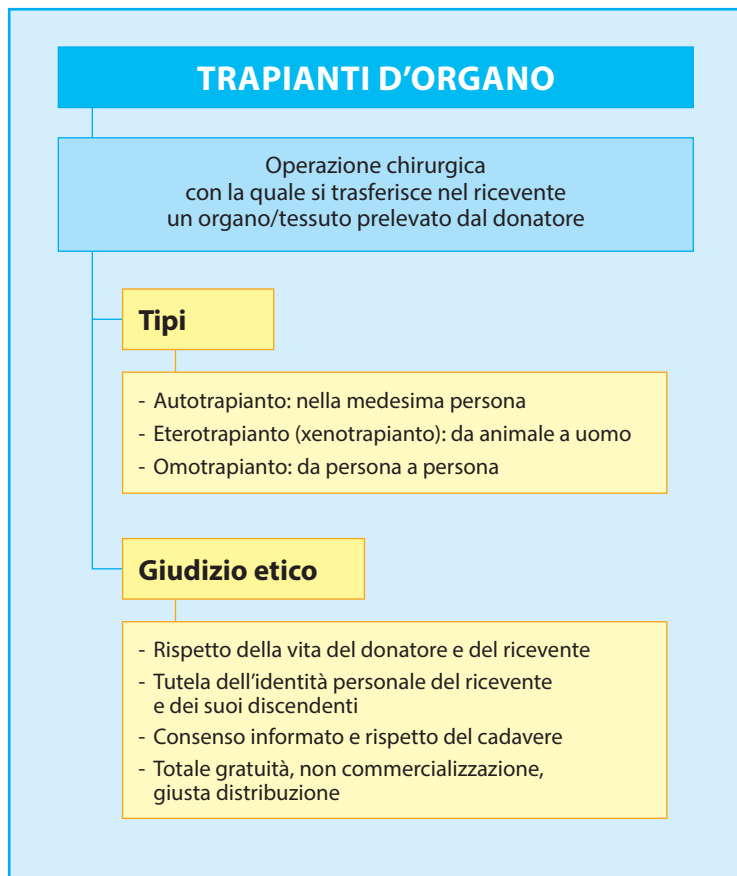 TRAPIANTI D’ORGANO
Operazione chirurgica
con la quale si trasferisce nel ricevente
un organo/tessuto prelevato dal donatore
Tipi
- Autotrapianto: nella medesima persona
- Eterotrapianto (xenotrapianto): da animale a uomo
- Omotrapianto: da persona a persona
Giudizio etico
- Rispetto della vita del donatore e del ricevente
- Tutela dell’identità personale del ricevente
e dei suoi discendenti
- Consenso informato e rispetto del cadavere
- Totale gratuità, non commercializzazione,
giusta distribuzione